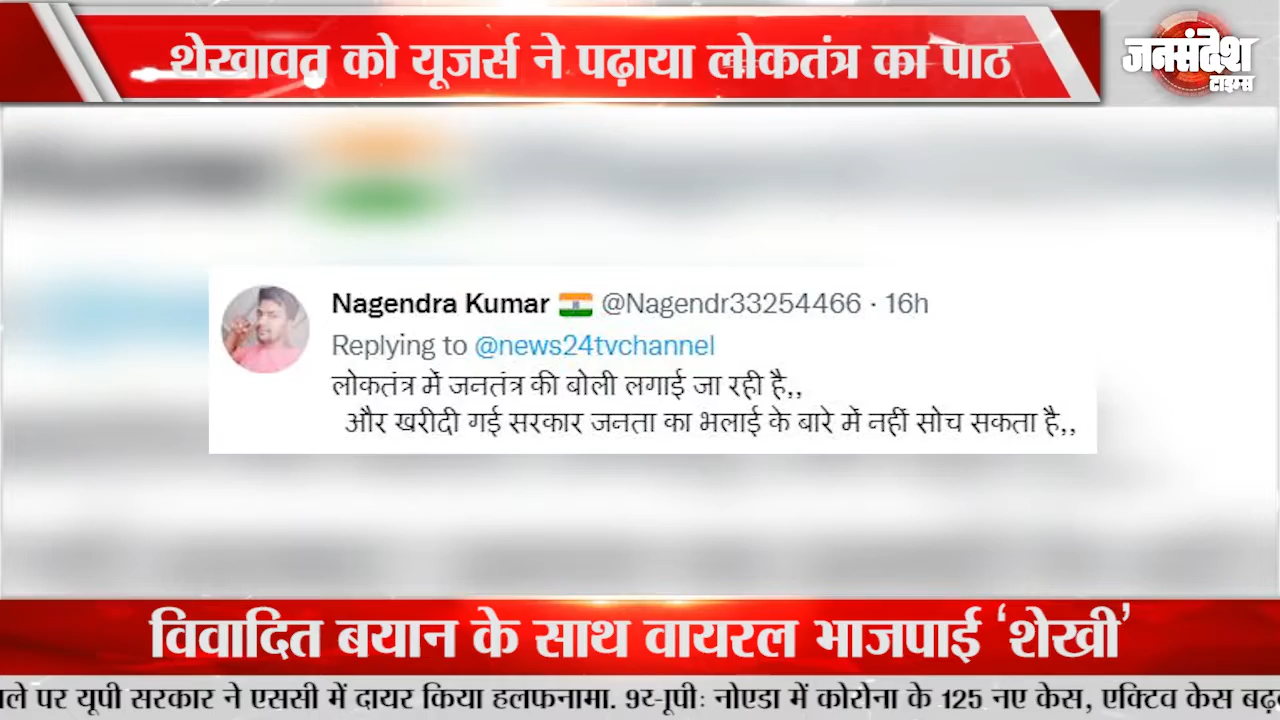 शेखावत को यूजर्स ने पढ़ाया लोकतंत्र का पाठ
जनसंदेश
टाइम्स
Nagendra Kumar 🇮🇳 @Nagendr33254466 · 16h
Replying to @news24tvchannel
लोकतंत्र में जनतंत्र की बोली लगाई जा रही है,,
और खरीदी गई सरकार जनता का भलाई के बारे में नहीं सोच सकता है,,
विवादित बयान के साथ वायरल भाजपाई ‘शेखी’
ले पर यूपी सरकार ने एससी में दायर किया हलफनामा. 9र-ूपीः नोएडा में कोरोना के 125 नए केस, एक्टिव केस बढ़